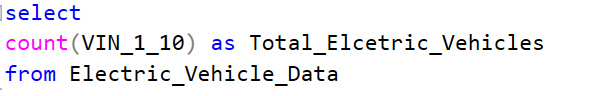 select
count(VIN_1_10) as Total_Elcetric_Vehicles
from Electric_Vehicle_Data